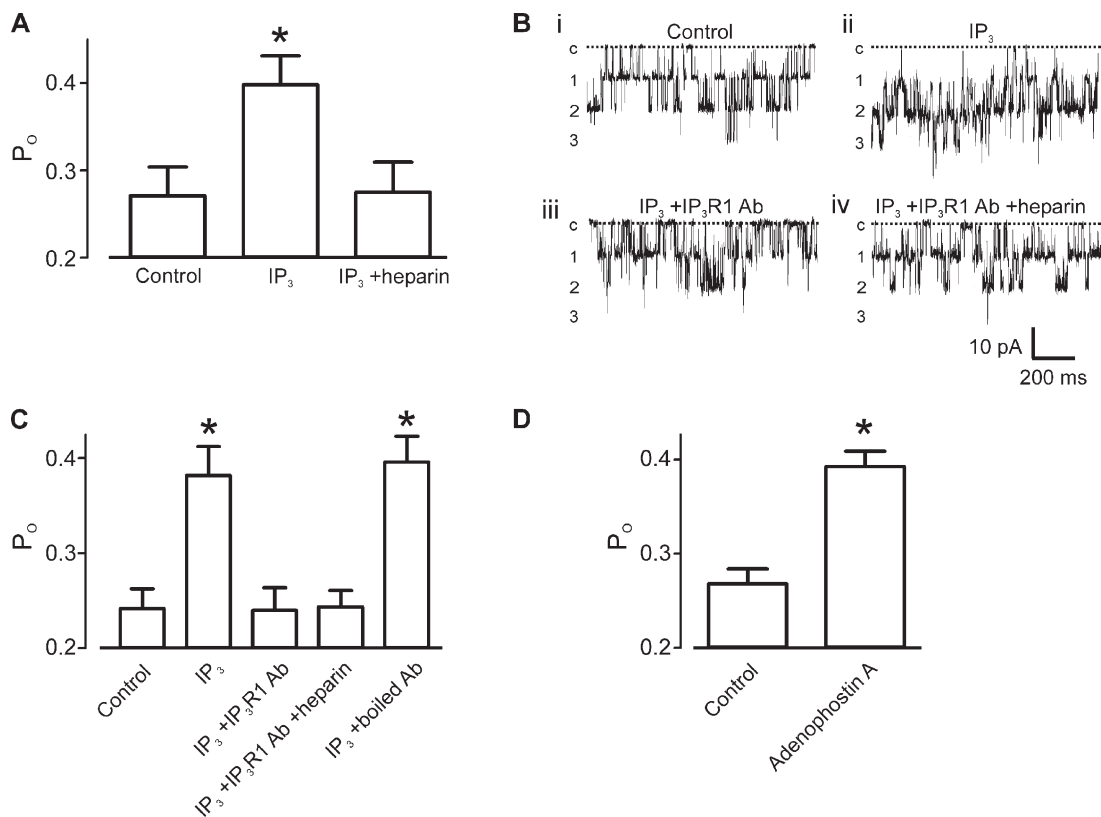 A
P_O
0.4
0.3
0.2
Control
IP₃
IP₃ +heparin
*
B
i
Control
c
1
2
3
ii
IP₃
c
1
2
3
iii
IP₃ +IP₃R1 Ab
c
1
2
3
iv
IP₃ +IP₃R1 Ab +heparin
c
1
2
3
10 pA
200 ms
C
P_O
0.4
0.3
0.2
*
*
Control
IP₃
IP₃ +IP₃R1 Ab
IP₃ +IP₃R1 Ab +heparin
IP₃ +boiled Ab
D
P_O
0.4
0.3
0.2
*
Control
Adenophostin A